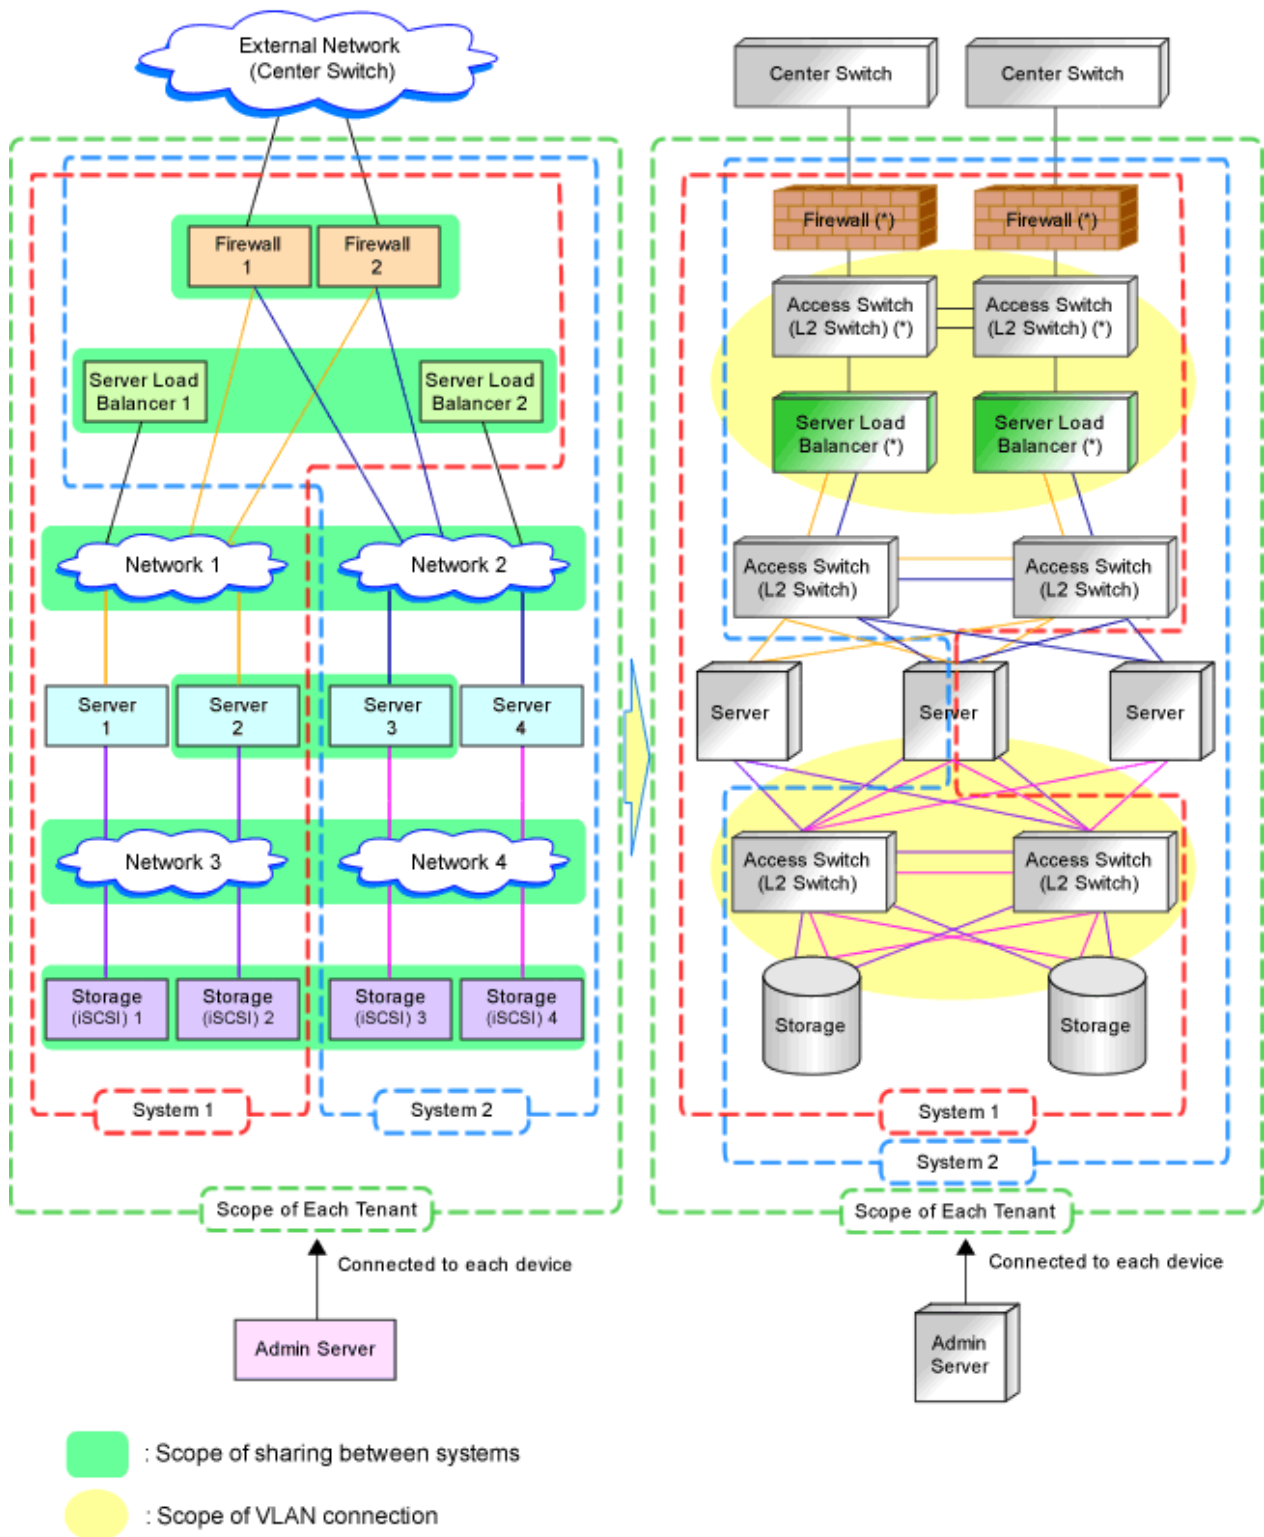 External Network
(Center Switch)
Firewall
1
Firewall
2
Server Load
Balancer 1
Server Load
Balancer 2
Network 1
Network 2
Server
1
Server
2
Server
3
Server
4
Network 3
Network 4
Storage
(iSCSI) 1
Storage
(iSCSI) 2
Storage
(iSCSI) 3
Storage
(iSCSI) 4
System 1
System 2
Scope of Each Tenant
Connected to each device
Admin Server
Center Switch
Center Switch
Firewall (*)
Firewall (*)
Access Switch
(L2 Switch) (*)
Access Switch
(L2 Switch) (*)
Server Load
Balancer (*)
Server Load
Balancer (*)
Access Switch
(L2 Switch)
Access Switch
(L2 Switch)
Server
Server
Server
Access Switch
(L2 Switch)
Access Switch
(L2 Switch)
Storage
Storage
System 1
System 2
Scope of Each Tenant
Connected to each device
Admin
Server
: Scope of sharing between systems
: Scope of VLAN connection